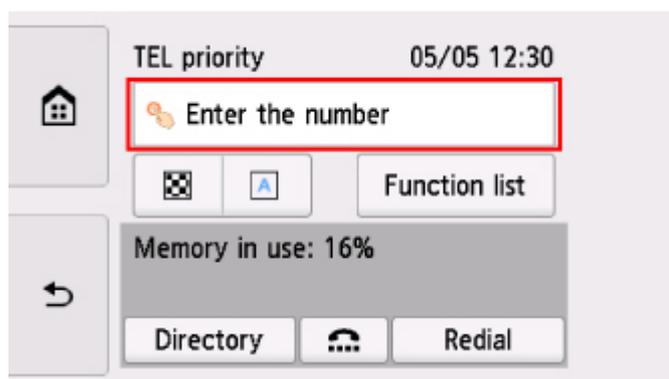 TEL priority 05/05 12:30
Enter the number
A Function list
Memory in use: 16%
Directory Redial